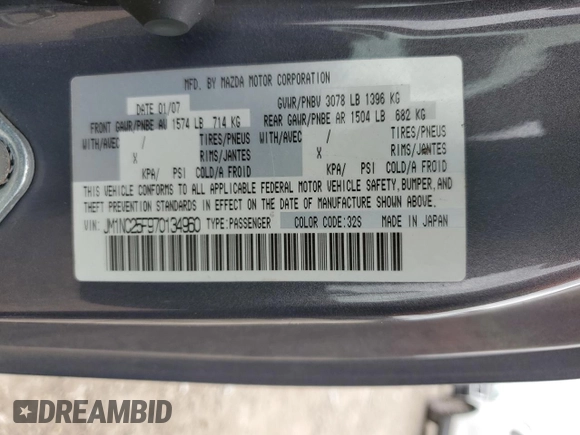 MFD. BY MAZDA MOTOR CORPORATION
DATE 01/07 GVWR/PNBV 3078 LB 1396 KG
FRONT GAWR/PNBE AV 1574 LB 714 KG REAR GAWR/PNBE AR 1504 LB 682 KG
WITH/AVEC / TIRES/PNEUS WITH/AVEC / TIRES/PNEUS
X RIMS/JANTES X RIMS/JANTES
KPA/ PSI COLD/A FROID KPA/ PSI COLD/A FROID
THIS VEHICLE CONFORMS TO ALL APPLICABLE FEDERAL MOTOR VEHICLE SAFETY, BUMPER, AND
THEFT PREVENTION STANDARDS IN EFFECT ON THE DATE OF MANUFACTURE SHOWN ABOVE.
VIN: JM1NC25F970134960 TYPE:PASSENGER COLOR CODE:32S MADE IN JAPAN
DREAMBID